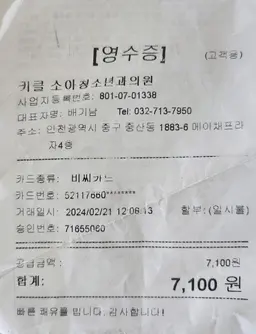 [영수증]
(고객용)
키클 소아청소년과의원
사업자등록번호: 801-07-01338
대표자명: 배기남 Tel: 032-713-7950
주소: 인천광역시 중구 중산동 1883-6 메이채프라
자4층
카드종류: 비씨카드
카드번호: 52117660********
거래일시: 2024/02/21 12:06:13 할부: (일시불)
승인번호: 71655060
공급금액: 7,100원
합계: 7,100 원
빠른 쾌유를 빕니다. 감사합니다!